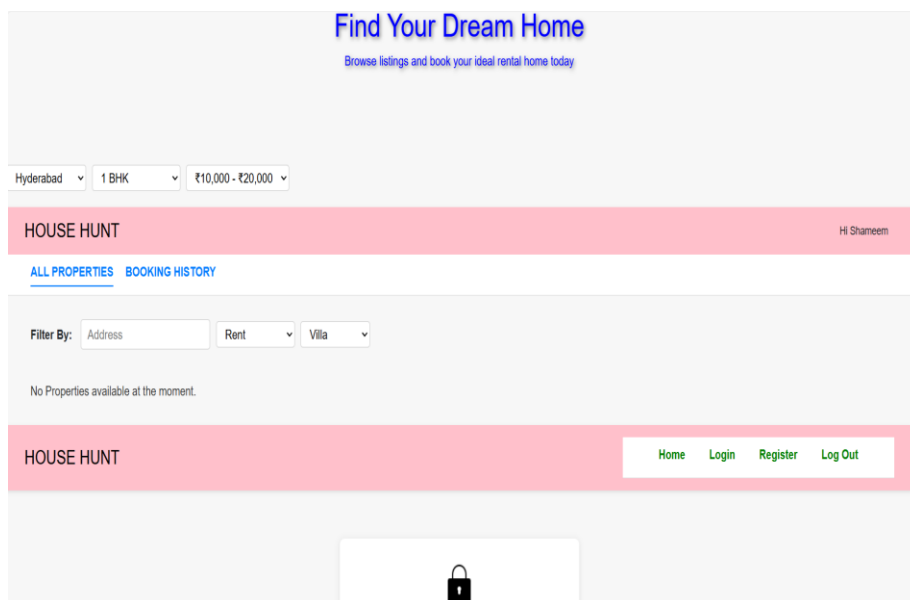 Find Your Dream Home
Browse listings and book your ideal rental home today
Hyderabad 1 BHK ₹10,000 - ₹20,000
HOUSE HUNT Hi Shameem
ALL PROPERTIES BOOKING HISTORY
Filter By: Address Rent Villa
No Properties available at the moment.
HOUSE HUNT Home Login Register Log Out